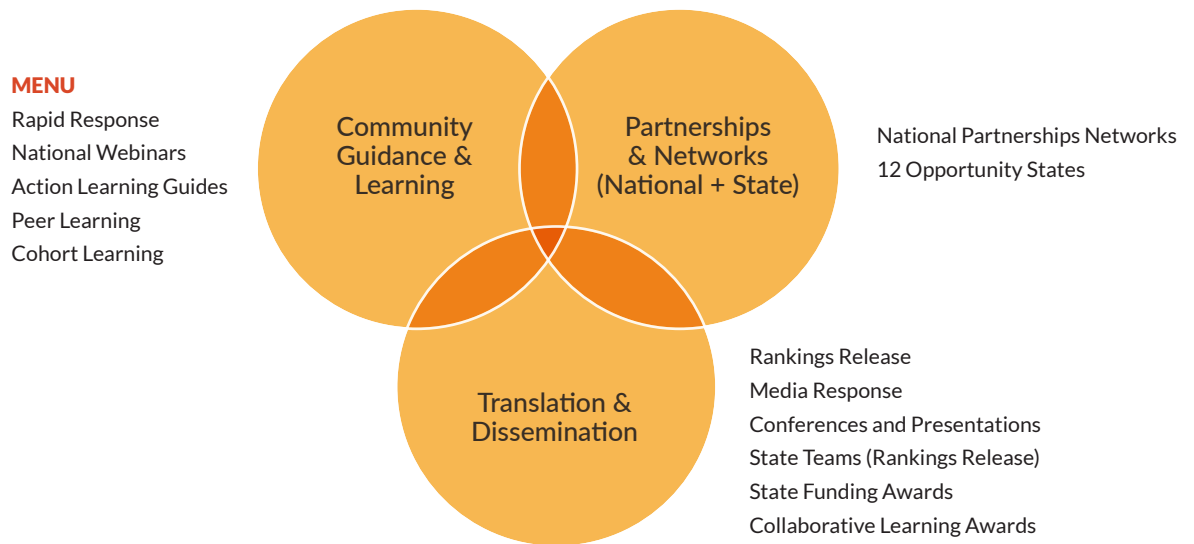 MENU
Rapid Response
National Webinars
Action Learning Guides
Peer Learning
Cohort Learning
Community
Guidance &
Learning
Partnerships
& Networks
(National + State)
National Partnerships Networks
12 Opportunity States
Translation &
Dissemination
Rankings Release
Media Response
Conferences and Presentations
State Teams (Rankings Release)
State Funding Awards
Collaborative Learning Awards